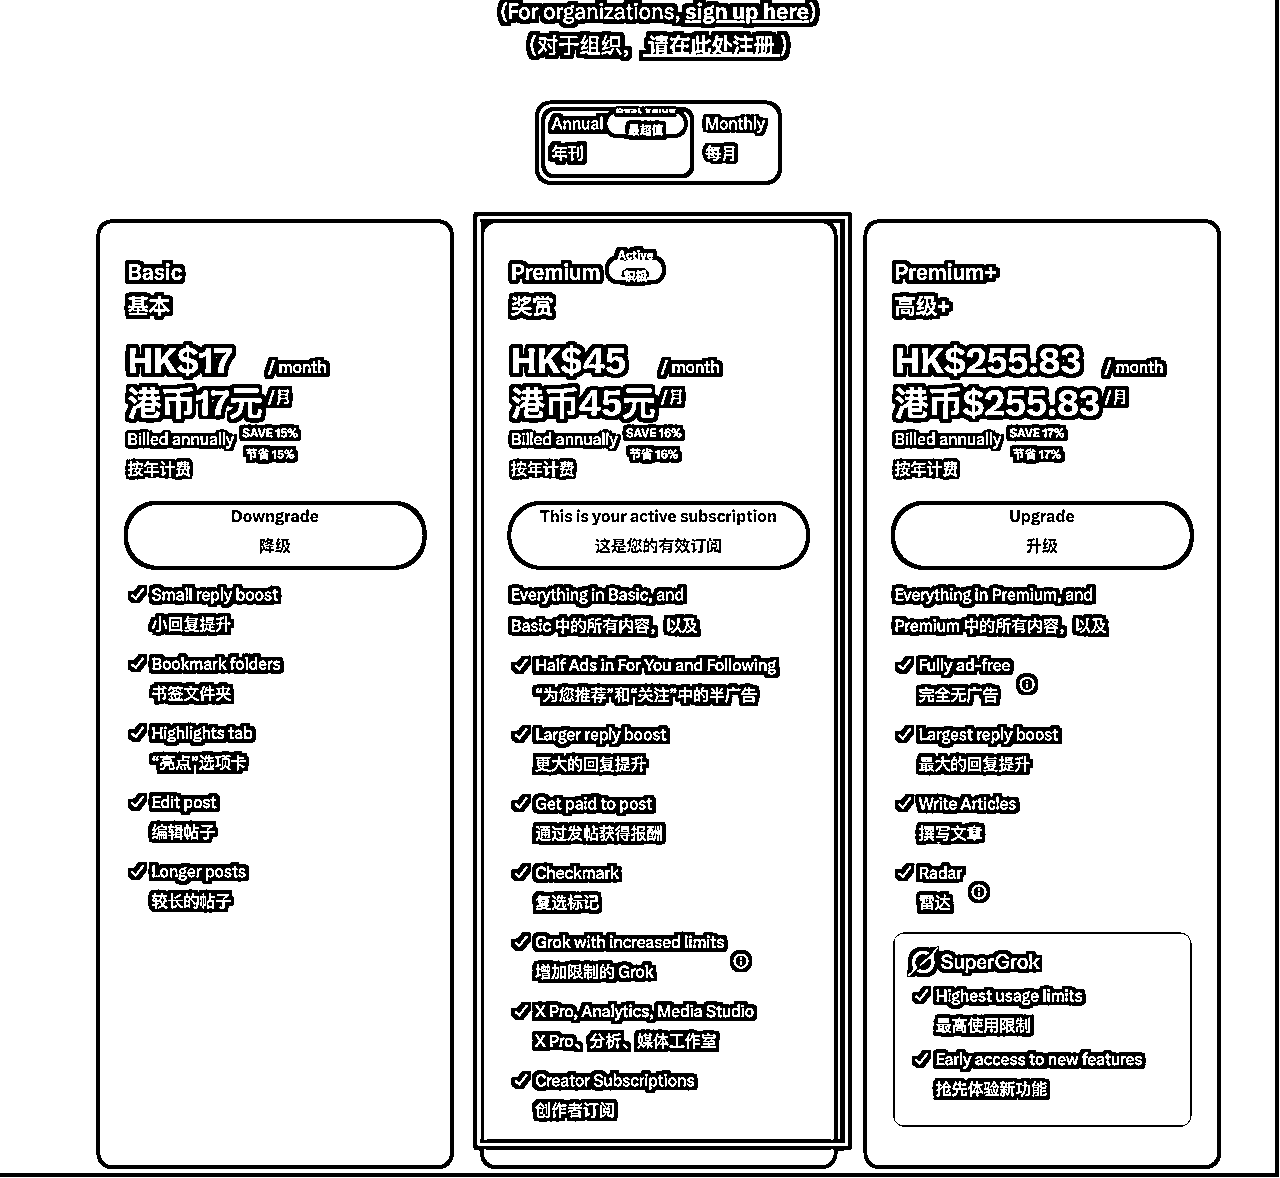 (For organizations, sign up here)
(对于组织，请在此处注册 )
Annual
Best Value
最超值
年刊
Monthly
每月
Basic
基本
HK$17 / month
港币17元 /月
Billed annually SAVE 15%
节省 15%
按年计费
Downgrade
降级
Small reply boost
小回复提升
Bookmark folders
书签文件夹
Highlights tab
“亮点”选项卡
Edit post
编辑帖子
Longer posts
较长的帖子
Premium Active
积极
奖赏
HK$45 / month
港币45元 /月
Billed annually SAVE 16%
节省 16%
按年计费
This is your active subscription
这是您的有效订阅
Everything in Basic, and
Basic 中的所有内容，以及
Half Ads in For You and Following
“为您推荐”和“关注”中的半广告
Larger reply boost
更大的回复提升
Get paid to post
通过发帖获得报酬
Checkmark
复选标记
Grok with increased limits
增加限制的 Grok
X Pro, Analytics, Media Studio
X Pro、分析、媒体工作室
Creator Subscriptions
创作者订阅
Premium+
高级+
HK$255.83 / month
港币$255.83 /月
Billed annually SAVE 17%
节省 17%
按年计费
Upgrade
升级
Everything in Premium, and
Premium 中的所有内容，以及
Fully ad-free
完全无广告
Largest reply boost
最大的回复提升
Write Articles
撰写文章
Radar
雷达
SuperGrok
Highest usage limits
最高使用限制
Early access to new features
抢先体验新功能